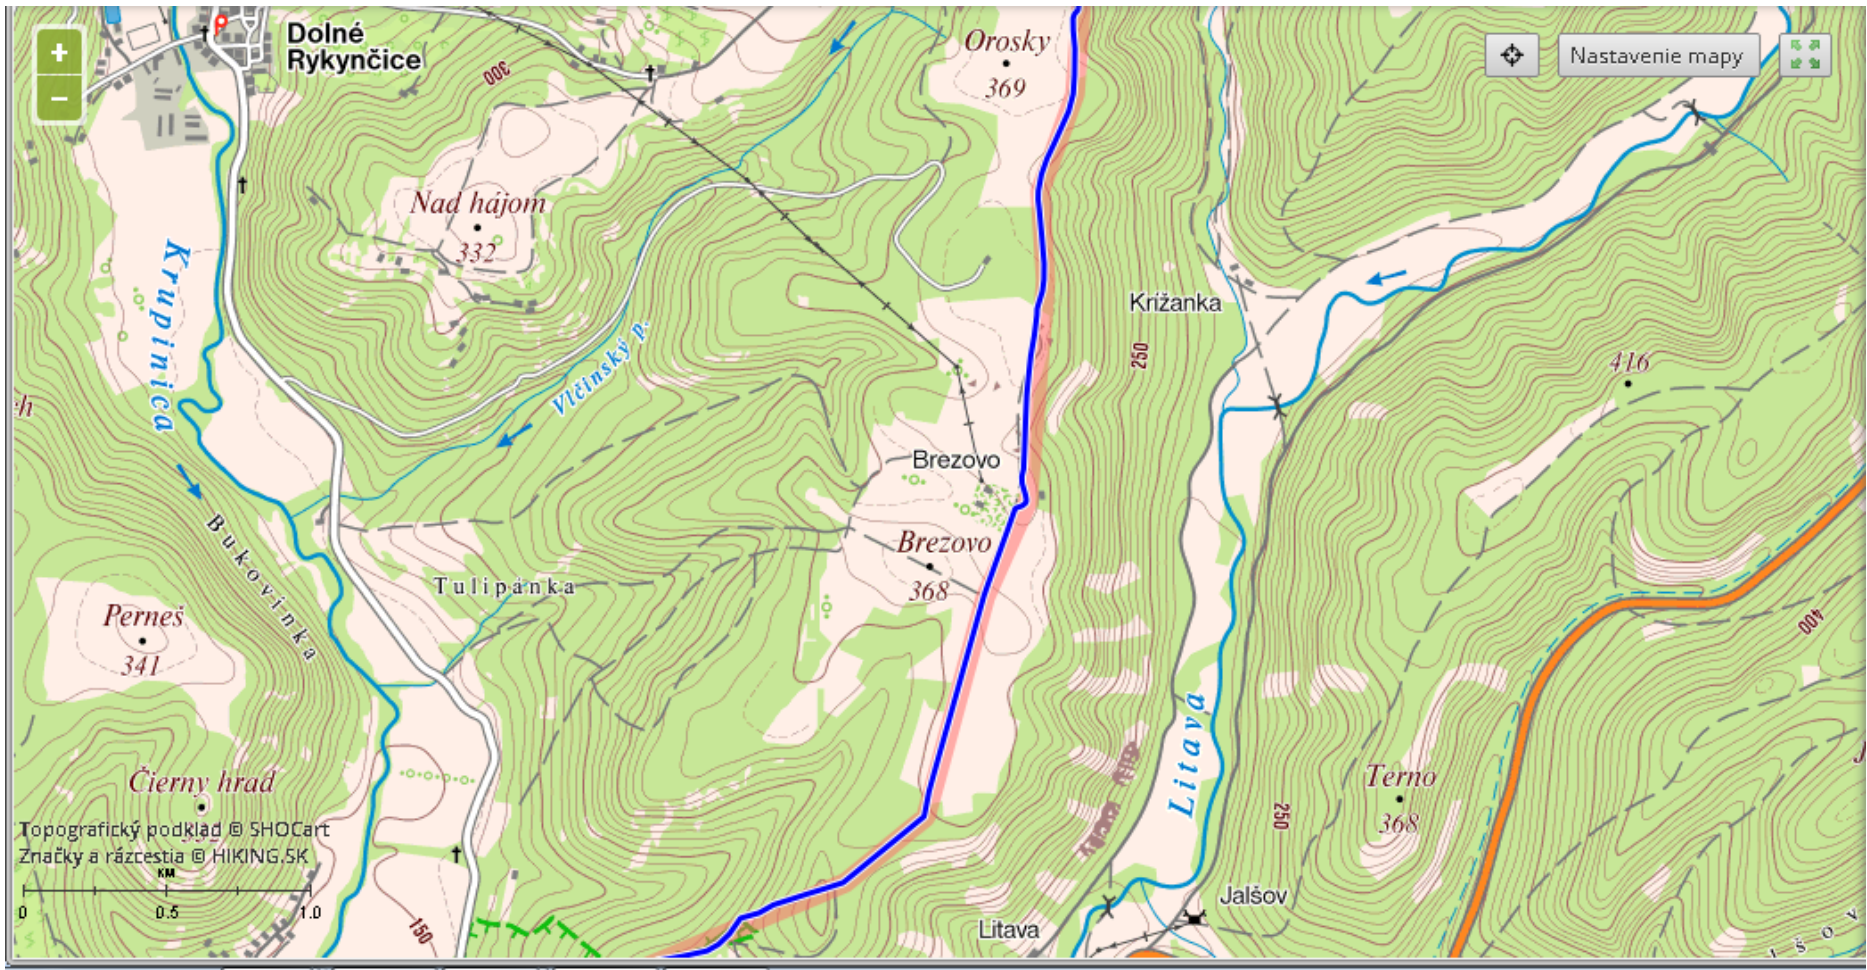 +
−
Dolné
Rykynčice
Orosky
369
Nastavenie mapy
300
Nad hájom
332
Krupinica
Vlčinský p.
Križanka
250
416
Brezovo
Brezovo
368
Bukovinka
Tulipánka
Perneš
341
400
Litava
Čierny hrad
332
Terno
368
250
Topografický podklad © SHOCart
Značky a rázcestia © HIKING.SK
KM
0 0.5 1.0
150
Jalšov
Litava